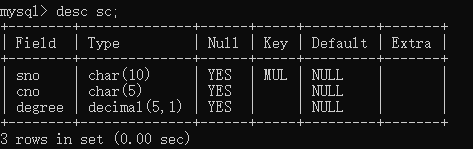 mysql> desc sc;
+--------+--------------+------+-----+---------+-------+
| Field  | Type         | Null | Key | Default | Extra |
+--------+--------------+------+-----+---------+-------+
| sno    | char(10)     | YES  | MUL | NULL    |       |
| cno    | char(5)      | YES  |     | NULL    |       |
| degree | decimal(5,1) | YES  |     | NULL    |       |
+--------+--------------+------+-----+---------+-------+
3 rows in set (0.00 sec)